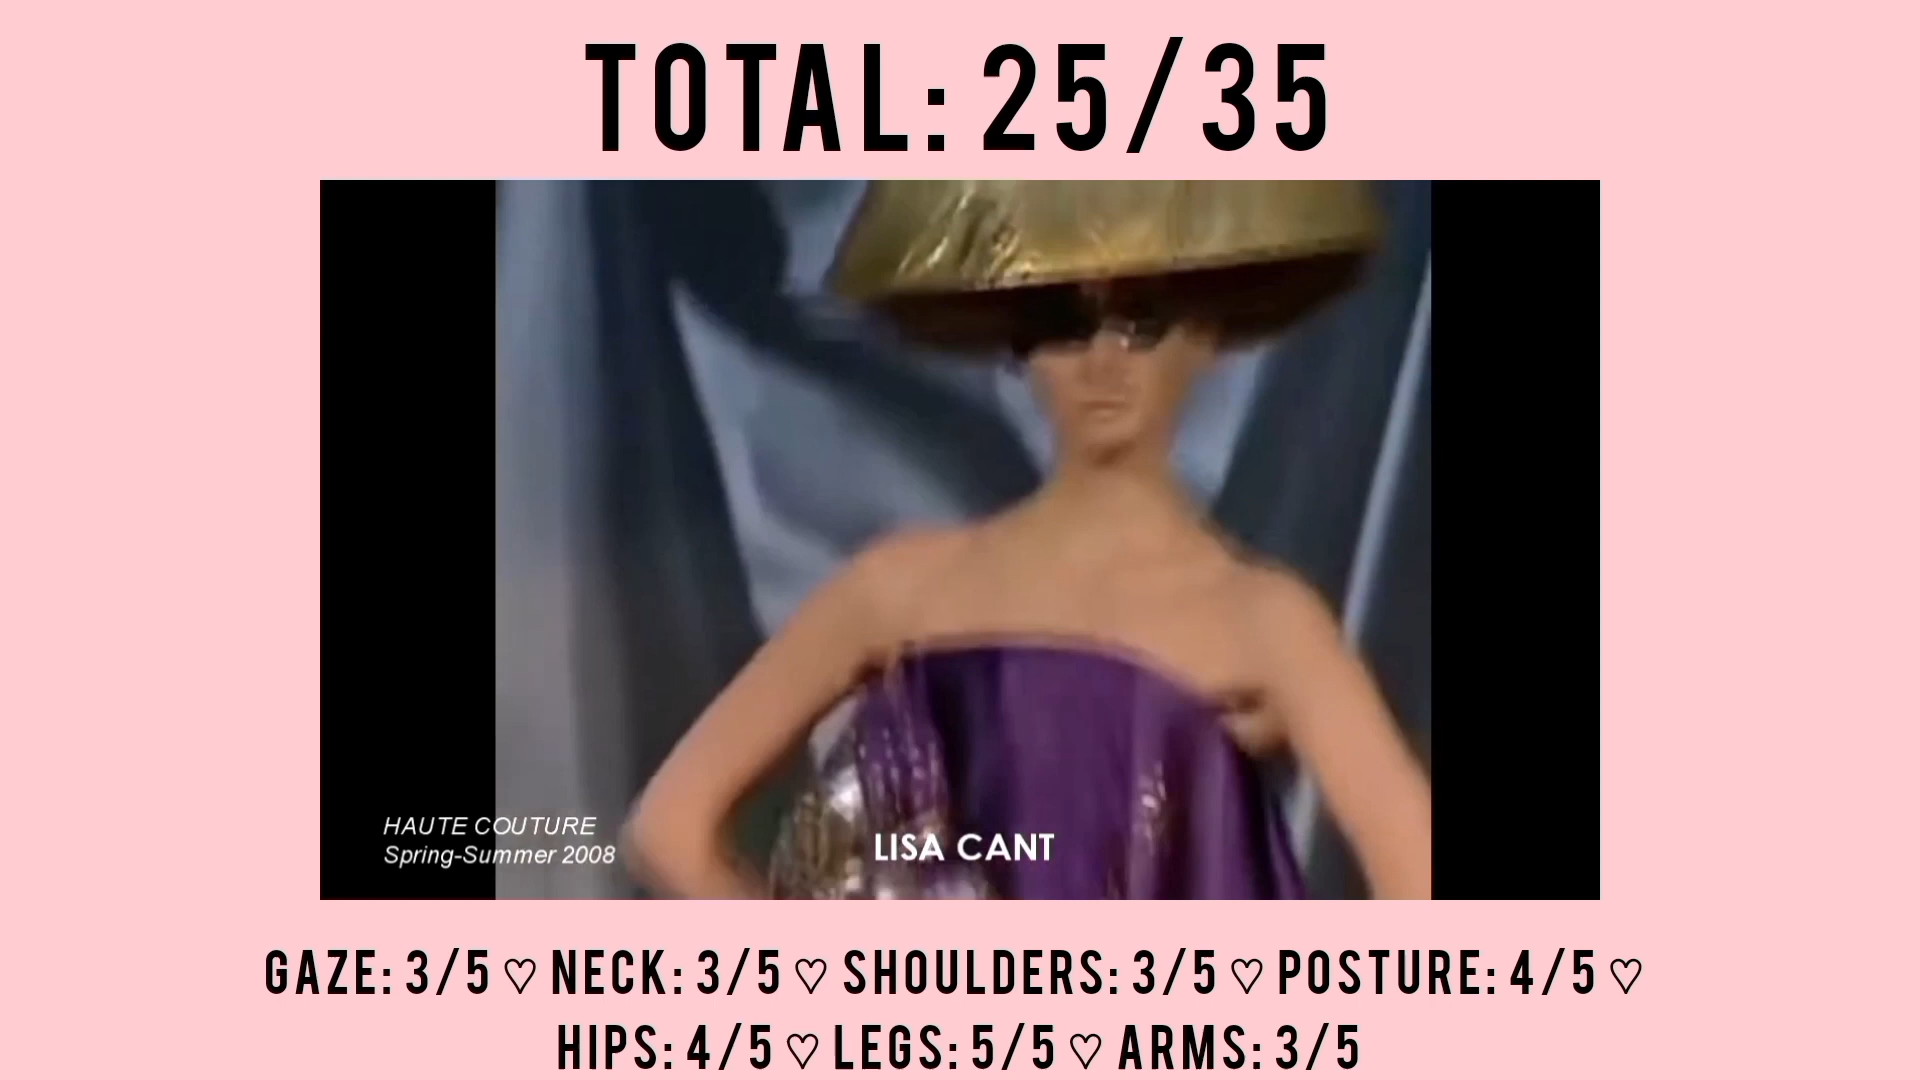 TOTAL: 25/35
HAUTE COUTURE
Spring-Summer 2008
LISA CANT
GAZE: 3/5 ♡ NECK: 3/5 ♡ SHOULDERS: 3/5 ♡ POSTURE: 4/5 ♡
HIPS: 4/5 ♡ LEGS: 5/5 ♡ ARMS: 3/5